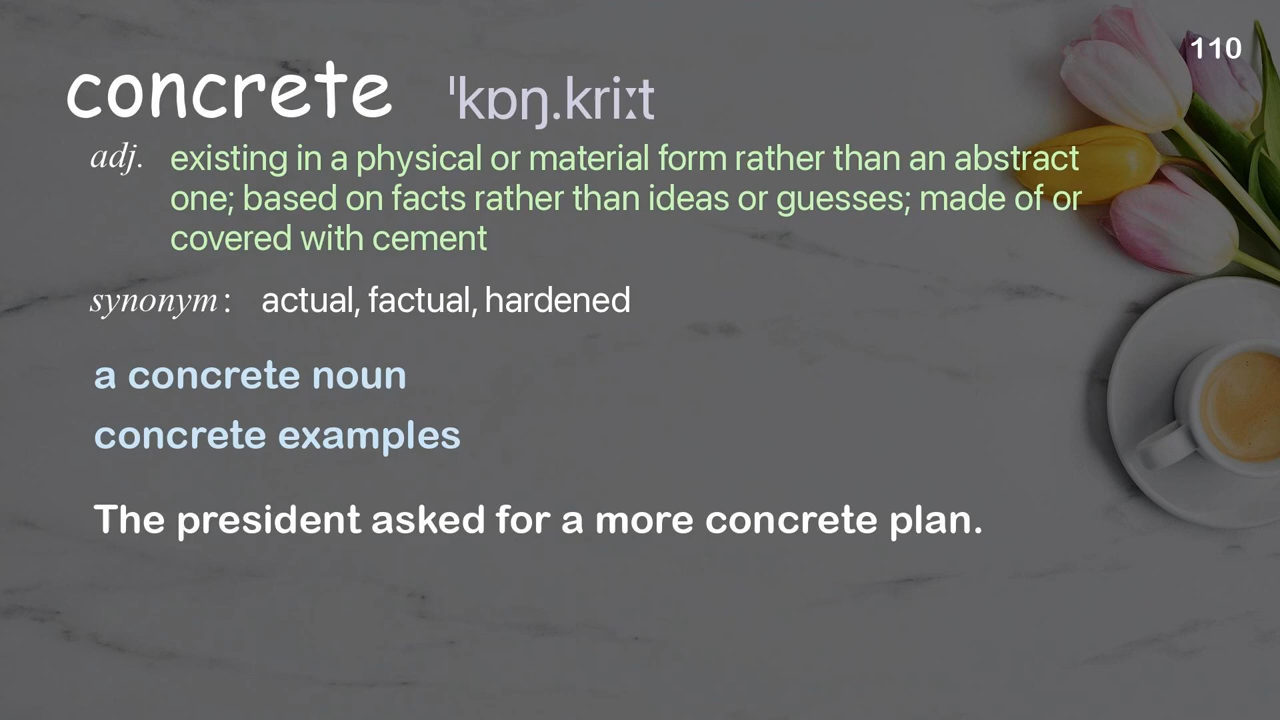 110
concrete ˈkɒŋ.kriːt
adj. existing in a physical or material form rather than an abstract
one; based on facts rather than ideas or guesses; made of or
covered with cement
synonym: actual, factual, hardened
a concrete noun
concrete examples
The president asked for a more concrete plan.